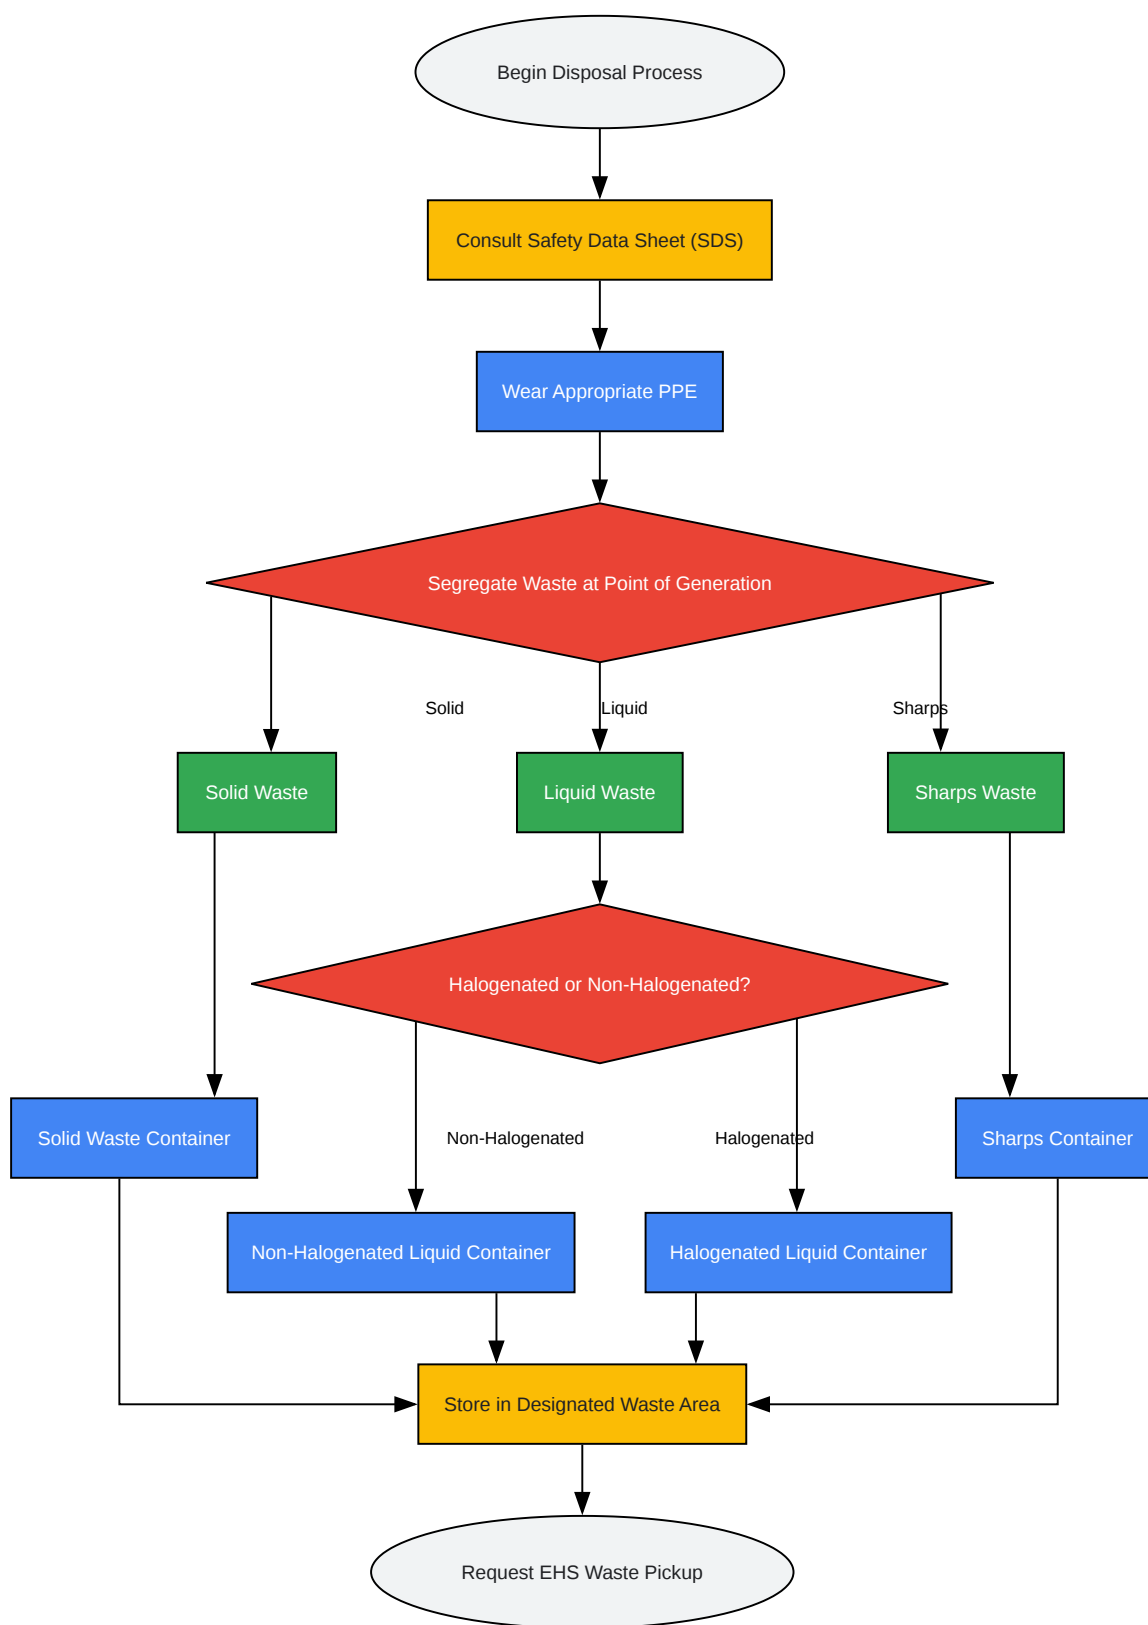 Begin Disposal Process
Consult Safety Data Sheet (SDS)
Wear Appropriate PPE
Segregate Waste at Point of Generation
Solid
Liquid
Sharps
Solid Waste
Liquid Waste
Sharps Waste
Halogenated or Non-Halogenated?
Solid Waste Container
Non-Halogenated
Halogenated
Sharps Container
Non-Halogenated Liquid Container
Halogenated Liquid Container
Store in Designated Waste Area
Request EHS Waste Pickup